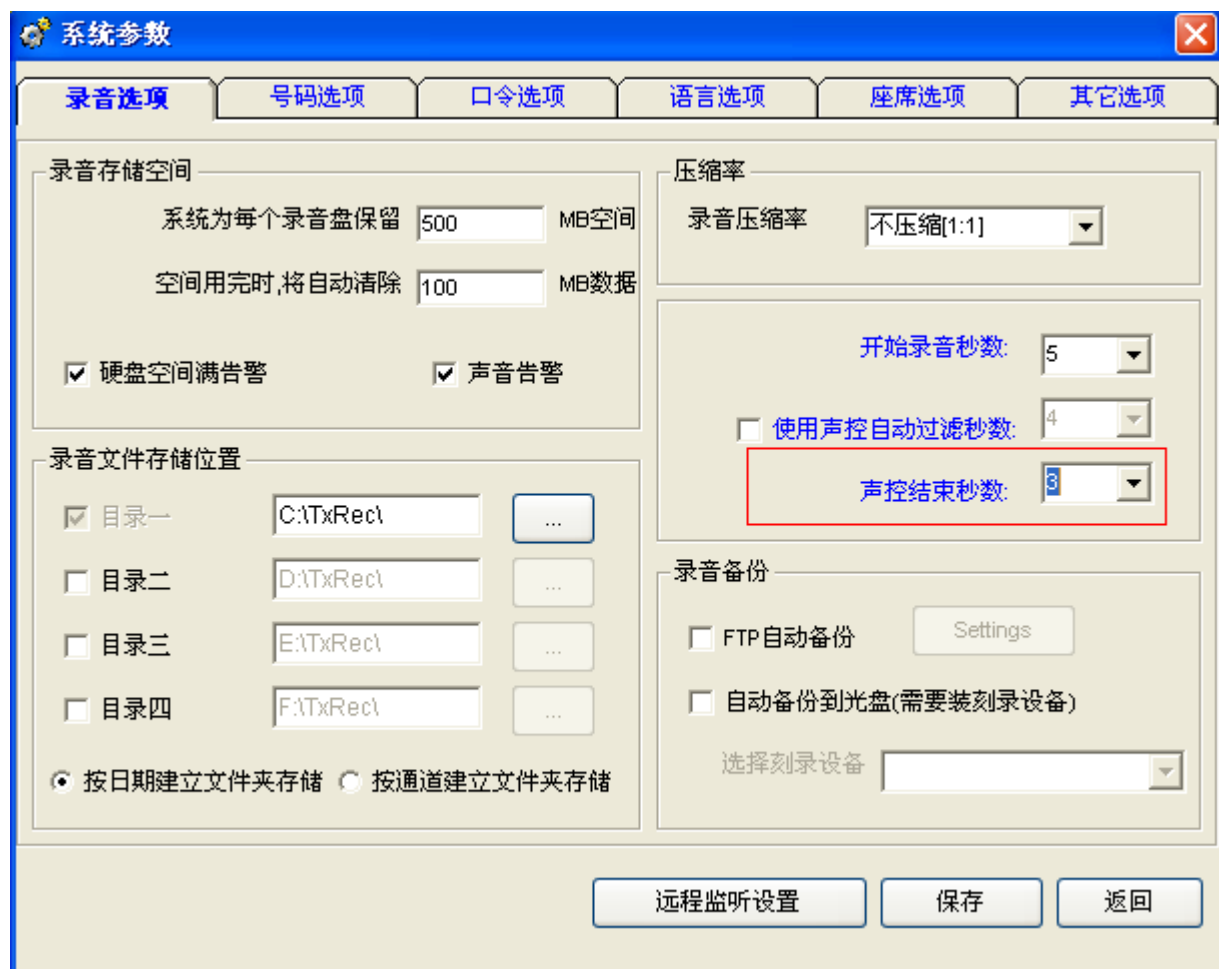 系统参数
录音选项 号码选项 口令选项 语言选项 座席选项 其它选项
录音存储空间
系统为每个录音盘保留 500 MB空间
空间用完时,将自动清除 100 MB数据
硬盘空间满告警 声音告警
录音文件存储位置
目录一 C:\TxRec\ ...
目录二 D:\TxRec\ ...
目录三 E:\TxRec\ ...
目录四 F:\TxRec\ ...
按日期建立文件夹存储 按通道建立文件夹存储
压缩率
录音压缩率 不压缩[1:1]
开始录音秒数: 5
使用声控自动过滤秒数: 4
声控结束秒数: 3
录音备份
FTP自动备份 Settings
自动备份到光盘(需要装刻录设备)
选择刻录设备
远程监听设置 保存 返回